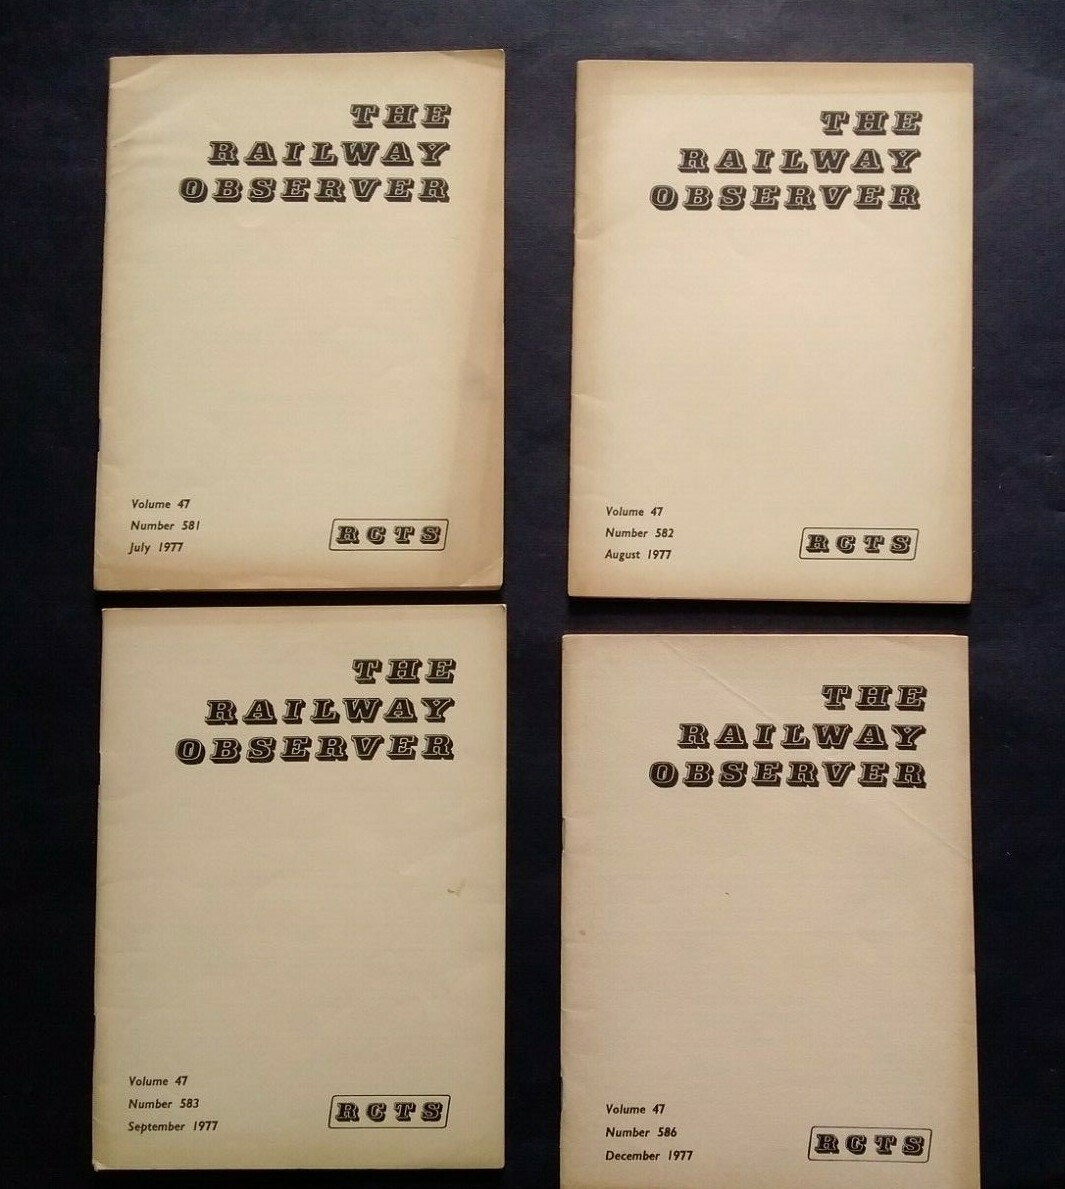 THE
RAILWAY
OBSERVER
Volume 47
Number 581
July 1977
RCTS
THE
RAILWAY
OBSERVER
Volume 47
Number 582
August 1977
RCTS
THE
RAILWAY
OBSERVER
Volume 47
Number 583
September 1977
RCTS
THE
RAILWAY
OBSERVER
Volume 47
Number 586
December 1977
RCTS